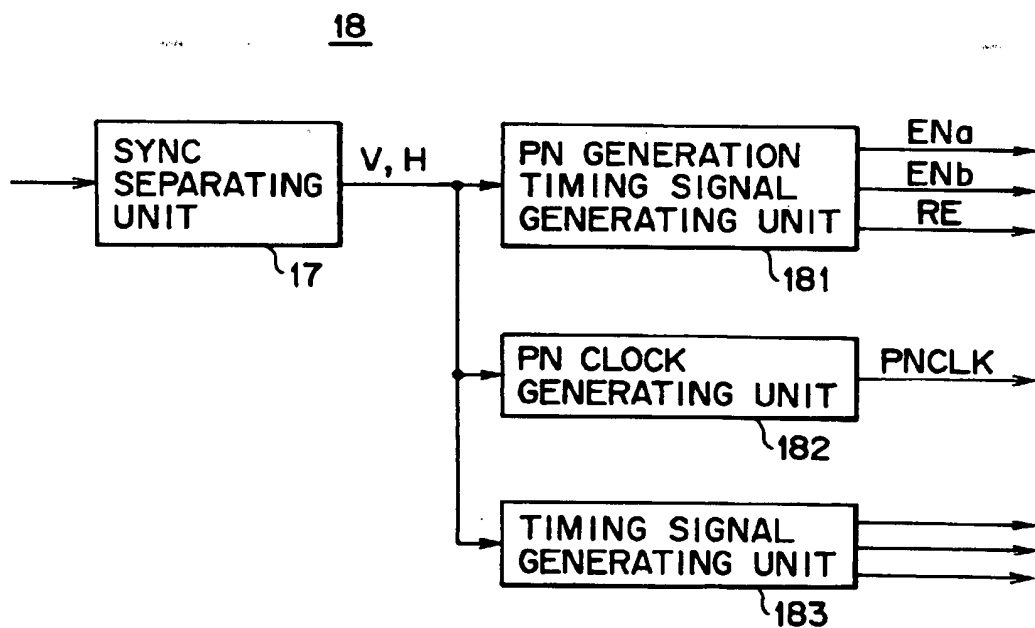 18
SYNC
SEPARATING
UNIT
17
V, H
PN GENERATION
TIMING SIGNAL
GENERATING UNIT
181
ENa
ENb
RE
PN CLOCK
GENERATING UNIT
182
PNCLK
TIMING SIGNAL
GENERATING UNIT
183